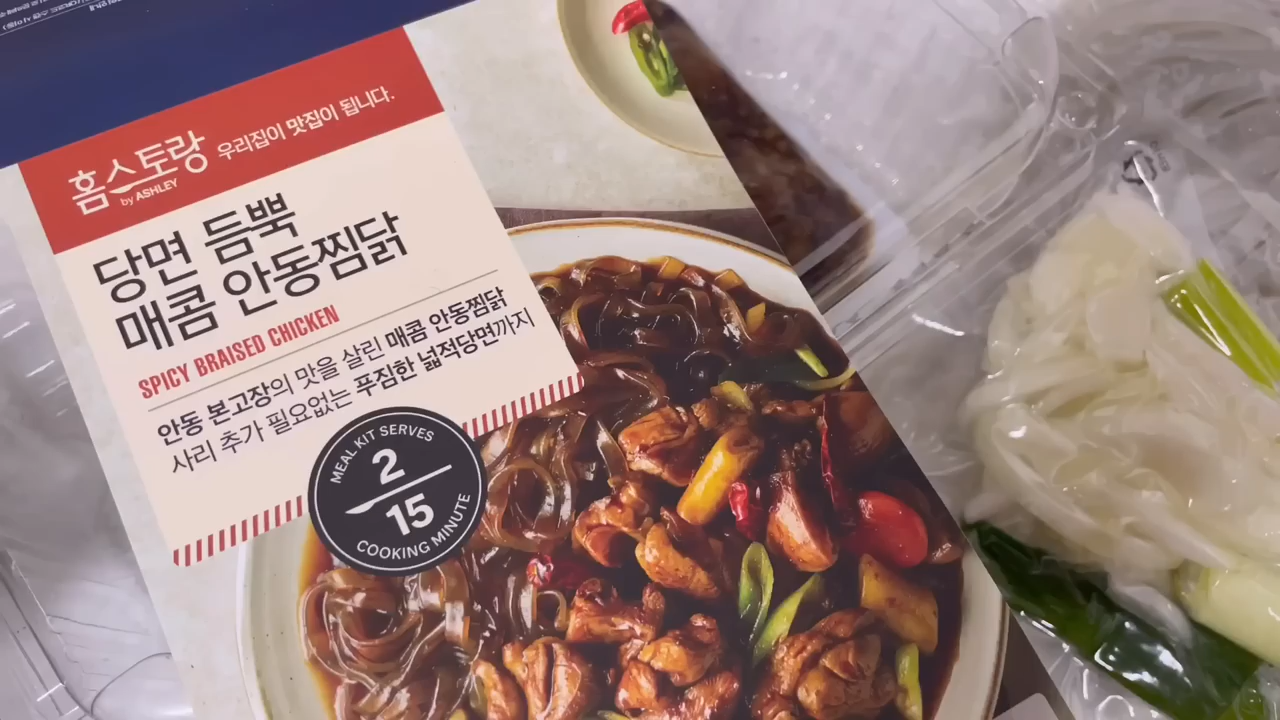 홈스토랑 우리집이 맛집이 됩니다.
by ASHLEY
당면 듬뿍
매콤 안동찜닭
SPICY BRAISED CHICKEN
안동 본고장의 맛을 살린 매콤 안동찜닭
사리 추가 필요없는 푸짐한 넓적당면까지
MEAL KIT SERVES
2
15
COOKING MINUTE